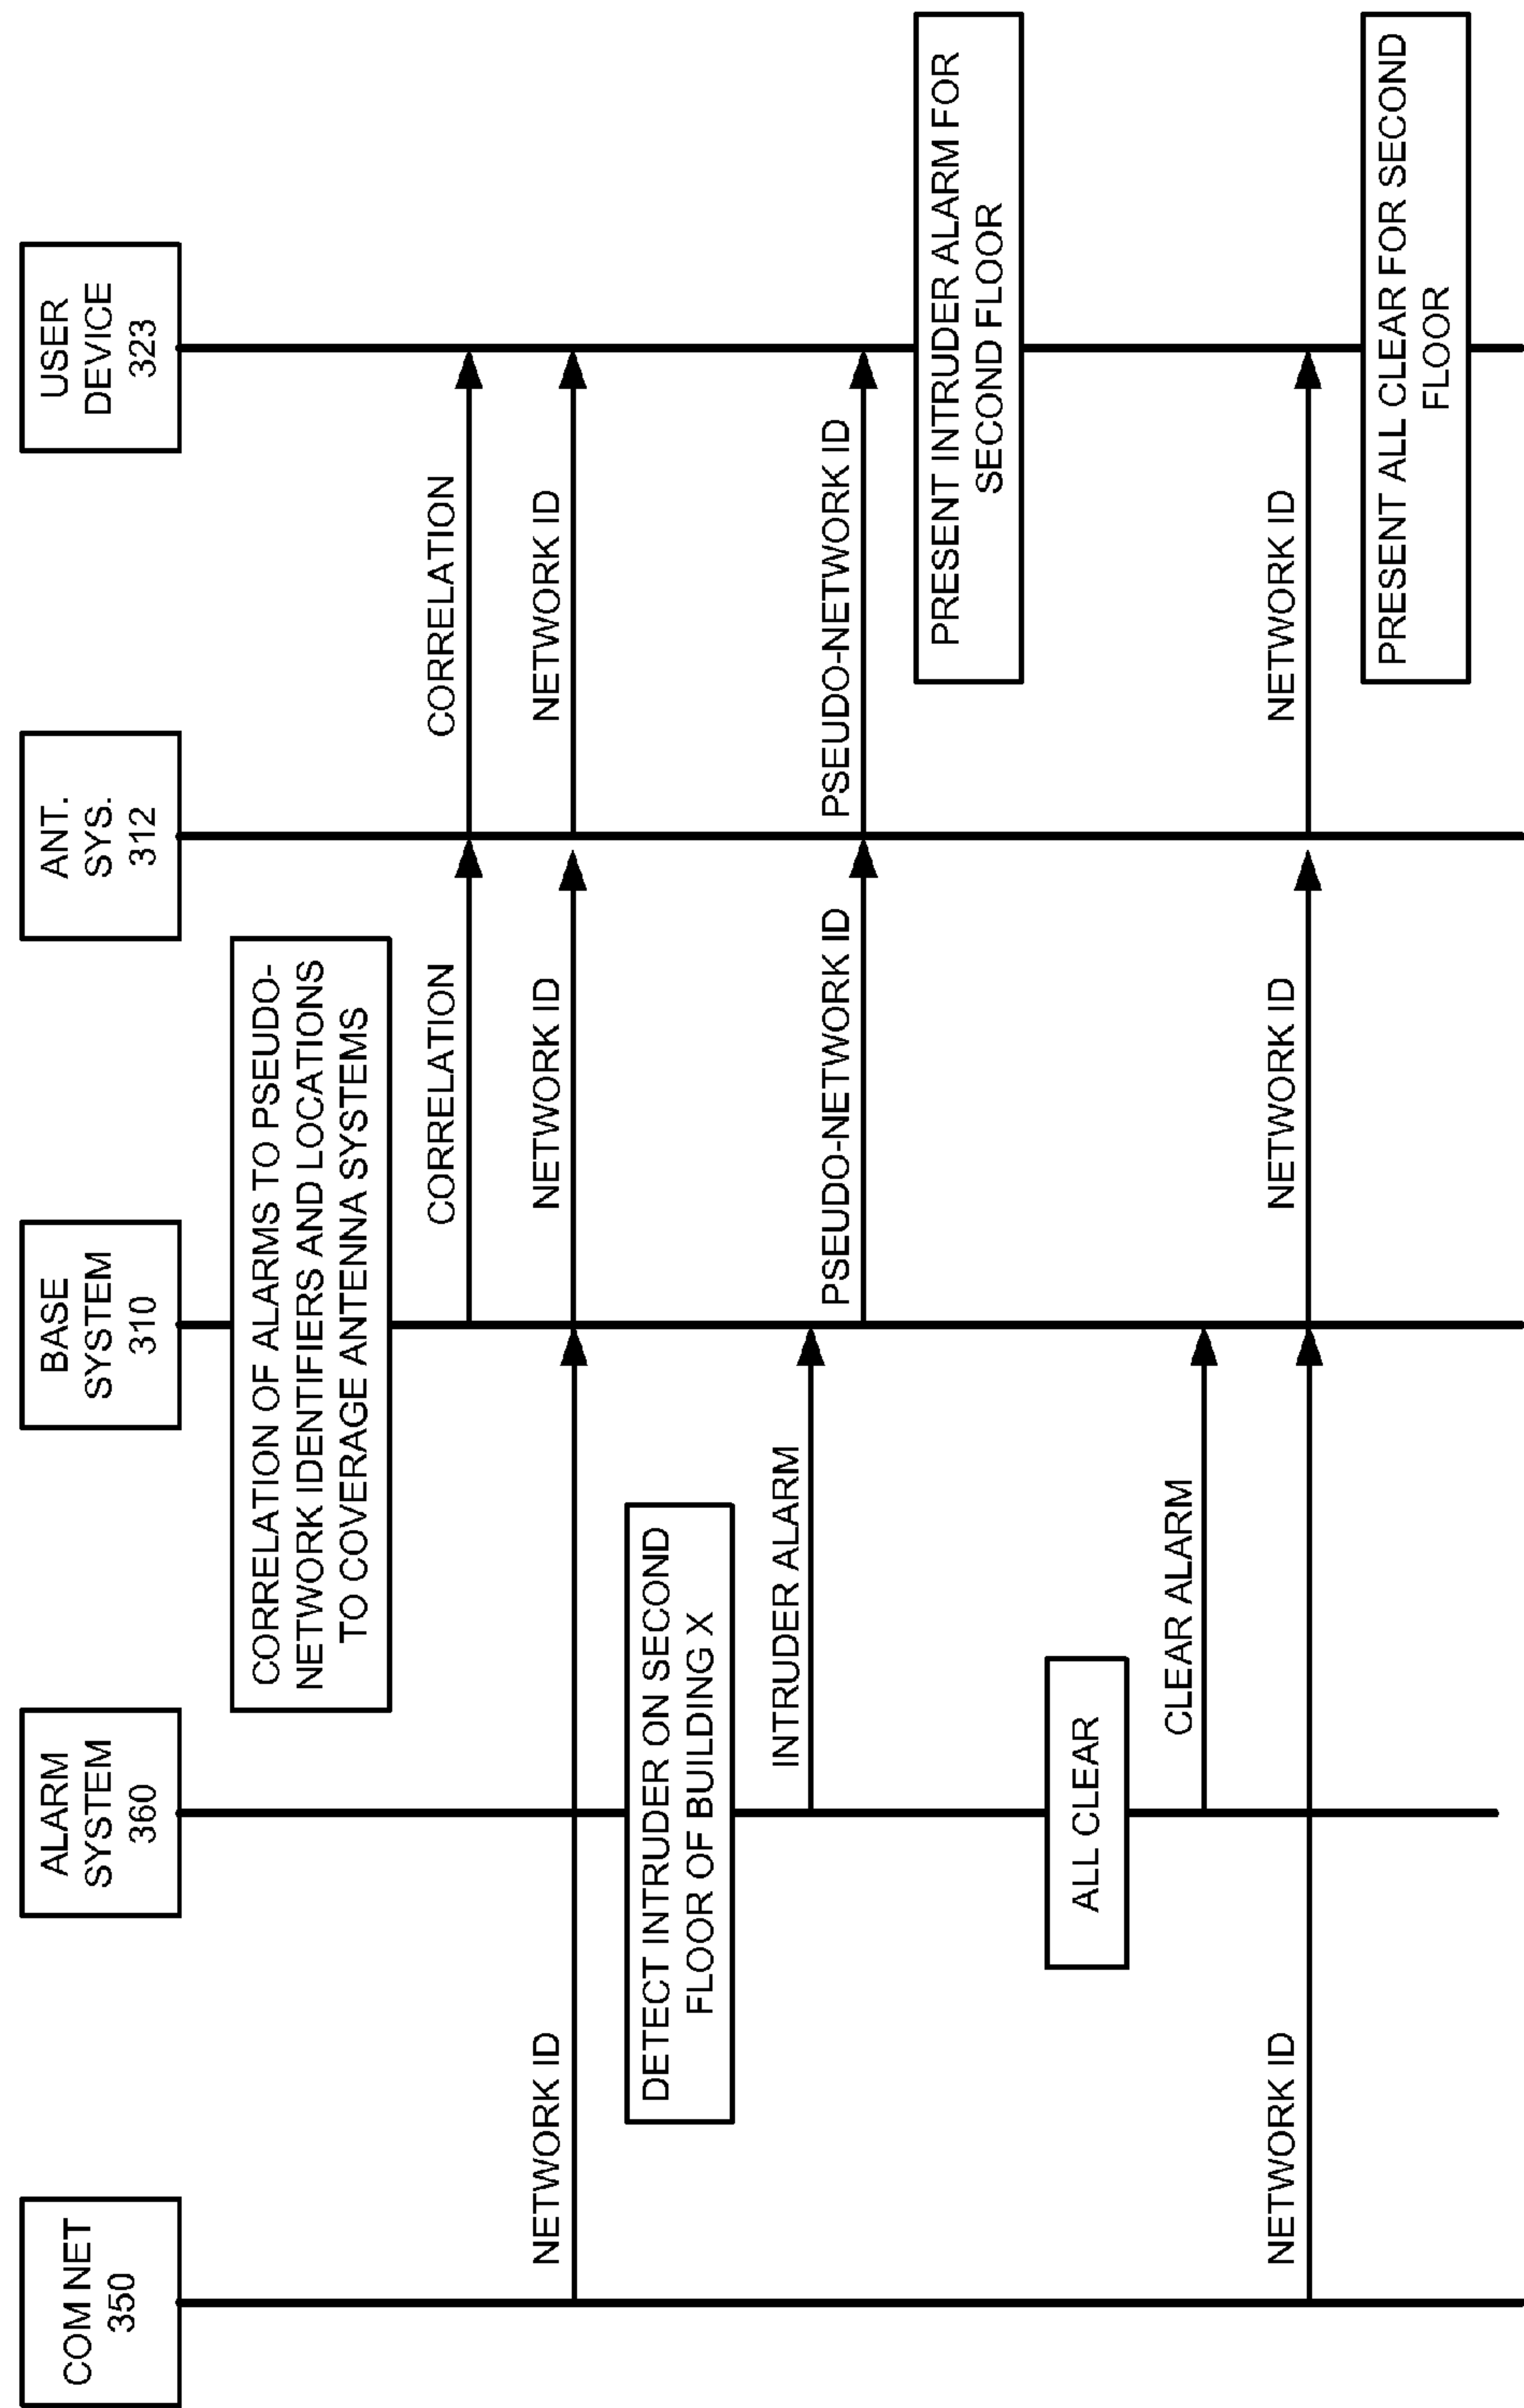 COM NET
350
ALARM
SYSTEM
360
BASE
SYSTEM
310
ANT.
SYS.
312
USER
DEVICE
323
CORRELATION OF ALARMS TO PSEUDO-
NETWORK IDENTIFIERS AND LOCATIONS
TO COVERAGE ANTENNA SYSTEMS
CORRELATION
CORRELATION
NETWORK ID
NETWORK ID
NETWORK ID
DETECT INTRUDER ON SECOND
FLOOR OF BUILDING X
INTRUDER ALARM
PSEUDO-NETWORK ID
PSEUDO-NETWORK ID
PRESENT INTRUDER ALARM FOR
SECOND FLOOR
ALL CLEAR
CLEAR ALARM
NETWORK ID
NETWORK ID
NETWORK ID
PRESENT ALL CLEAR FOR SECOND
FLOOR